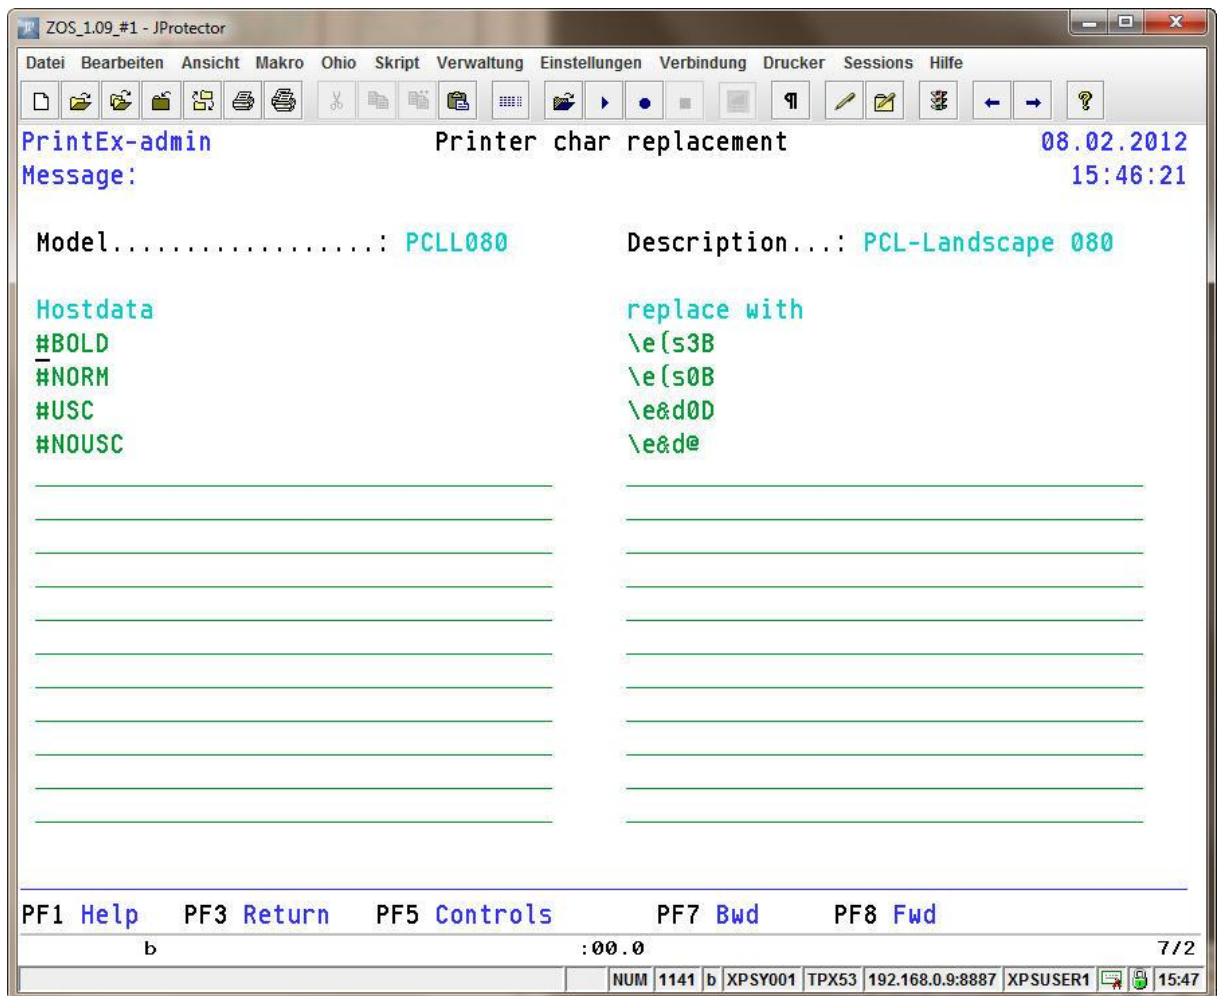 ZOS_1.09_#1 - JProtector
Datei Bearbeiten Ansicht Makro Ohio Skript Verwaltung Einstellungen Verbindung Drucker Sessions Hilfe
PrintEx-admin Printer char replacement 08.02.2012
Message: 15:46:21
Model..................: PCLL080 Description...: PCL-Landscape 080
Hostdata replace with
#BOLD \e(s3B
#NORM \e(s0B
#USC \e&d0D
#NOUSC \e&d@
PF1 Help PF3 Return PF5 Controls PF7 Bwd PF8 Fwd
b :00.0 7/2
NUM 1141 b XPSY001 TPX53 192.168.0.9:8887 XPSUSER1 15:47